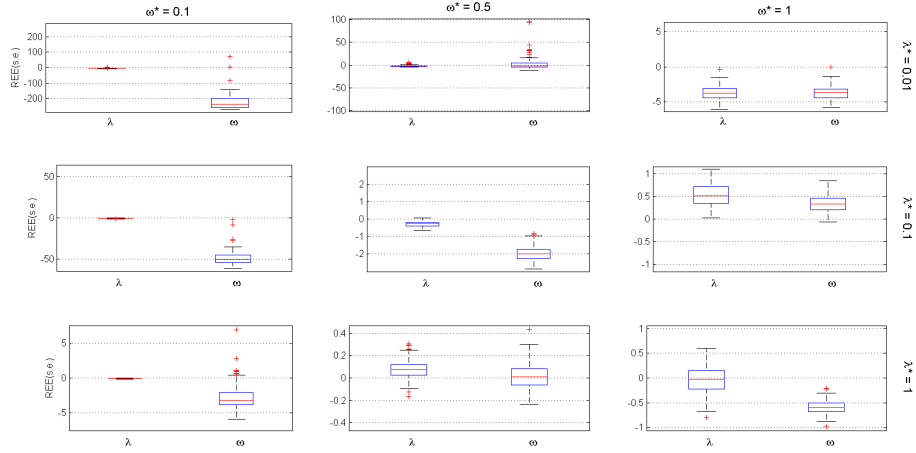 ω* = 0.1 ω* = 0.5 ω* = 1
REE(s.e.) 200 100 0 -100 -200 λ ω
100 50 0 -50 -100 λ ω
5 0 -5 λ ω
λ* = 0.01
REE(s.e.) 50 0 -50 λ ω
2 1 0 -1 -2 λ ω
1 0.5 0 -0.5 -1 λ ω
λ* = 0.1
REE(s.e.) 5 0 -5 λ ω
0.4 0.2 0 -0.2 -0.4 λ ω
1 0.5 0 -0.5 -1 λ ω
λ* = 1